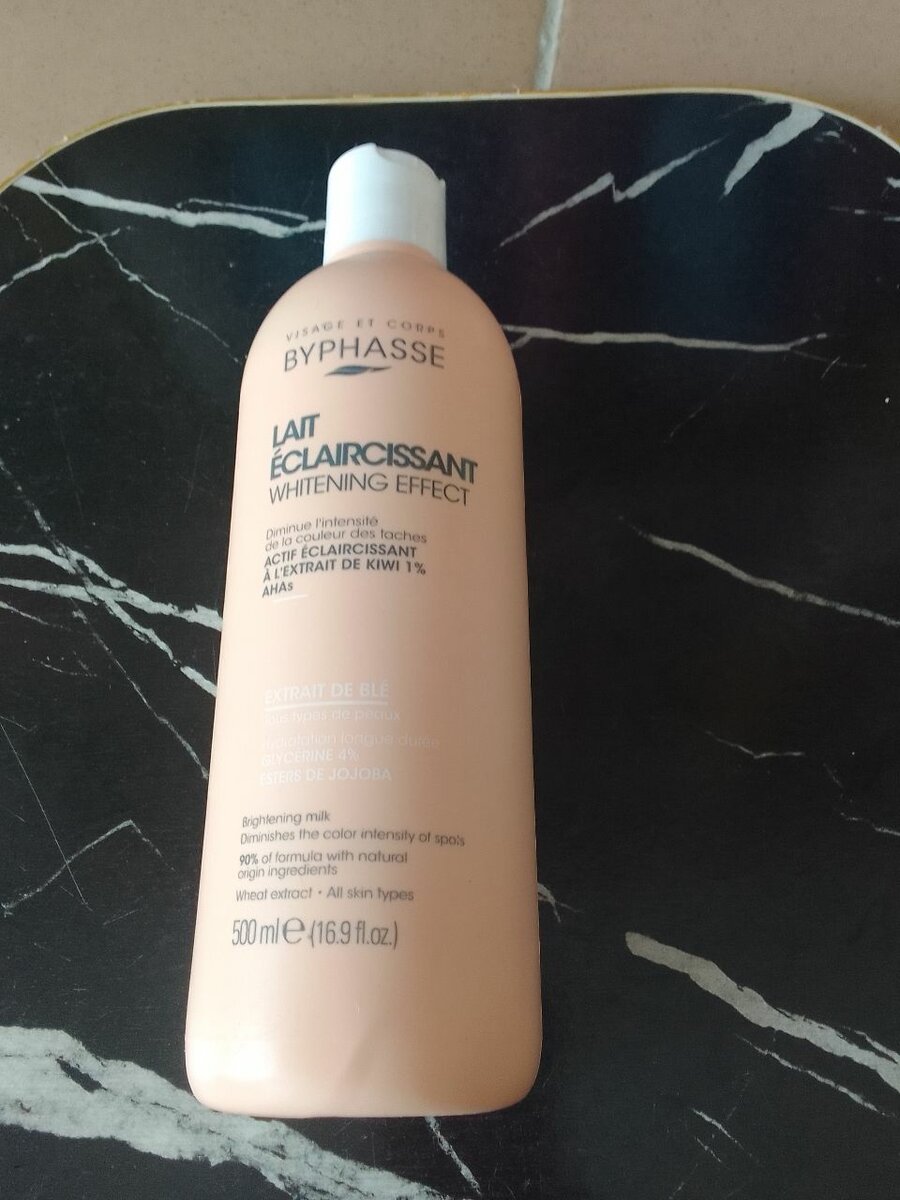 VISAGE ET CORPS
BYPHASSE
LAIT
ÉCLAIRCISSANT
WHITENING EFFECT
Diminue l'intensité
de la couleur des taches
ACTIF ÉCLAIRCISSANT
À L'EXTRAIT DE KIWI 1%
AHAs
EXTRAIT DE BLÉ
Tous types de peaux
Hydratation longue durée
GLYCERINE 4%
ESTERS DE JOJOBA
Brightening milk
Diminishes the color intensity of spots
90% of formula with natural
origin ingredients
Wheat extract • All skin types
500 ml e (16.9 fl.oz.)